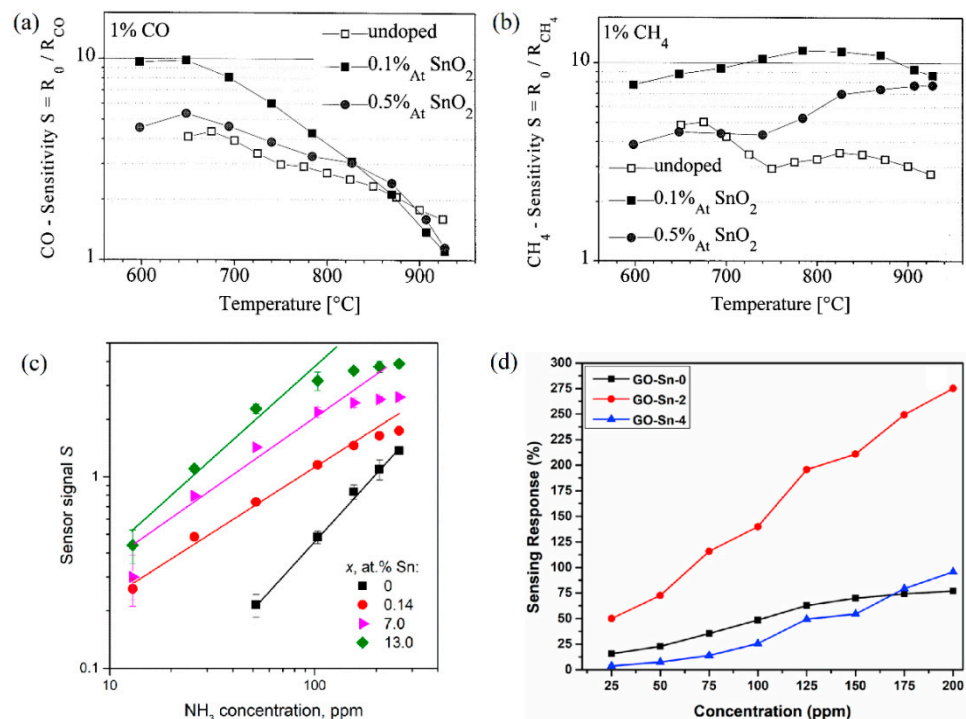 (a)
1% CO
undoped
0.1%At SnO2
0.5%At SnO2
10
1
CO - Sensitivity S = R0 / RCO
600 700 800 900
Temperature [°C]
(b)
1% CH4
10
1
undoped
0.1%At SnO2
0.5%At SnO2
CH4 - Sensitivity S = R0 / RCH4
600 700 800 900
Temperature [°C]
(c)
Sensor signal S
1
0.1
x, at.% Sn:
0
0.14
7.0
13.0
10 100
NH3 concentration, ppm
(d)
GO-Sn-0
GO-Sn-2
GO-Sn-4
Sensing Response (%)
300
275
250
225
200
175
150
125
100
75
50
25
0
25 50 75 100 125 150 175 200
Concentration (ppm)